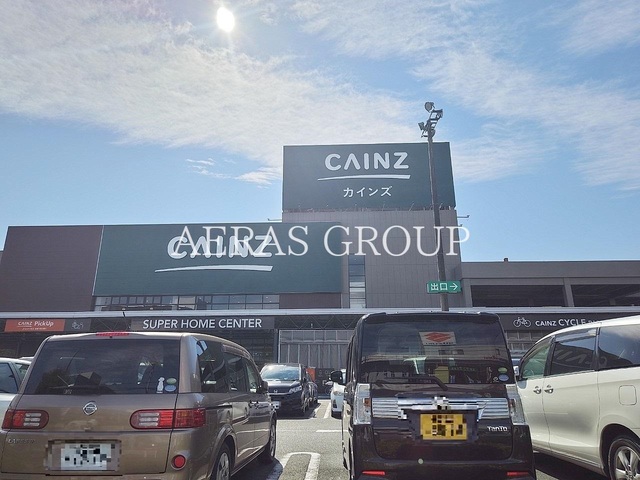 CAINZ
カインズ
CAINZ
AERAS GROUP
出口→
CAINZ PickUp
SUPER HOME CENTER
CAINZ CYCLE
TANTO